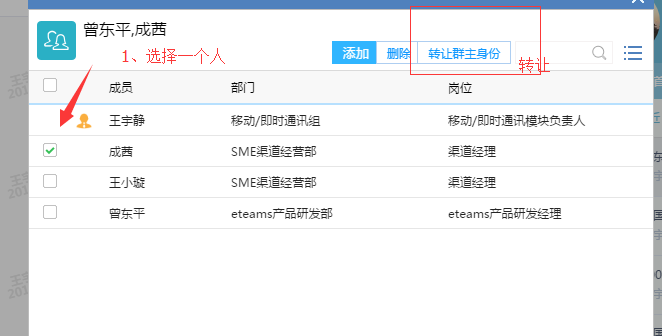 曾东平,成茜
1、选择一个人
添加 删除 转让群主身份
转让
成员 部门 岗位
王宇静 移动/即时通讯组 移动/即时通讯模块负责人
成茜 SME渠道经营部 渠道经理
王小璇 SME渠道经营部 渠道经理
曾东平 eteams产品研发部 eteams产品研发经理